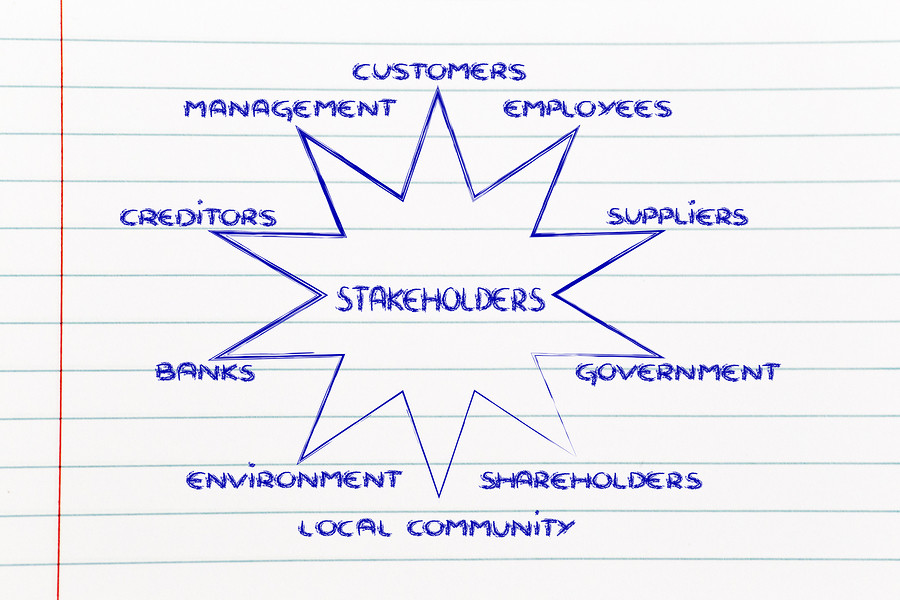 CUSTOMERS
MANAGEMENT
EMPLOYEES
CREDITORS
SUPPLIERS
STAKEHOLDERS
BANKS
GOVERNMENT
ENVIRONMENT
SHAREHOLDERS
LOCAL COMMUNITY